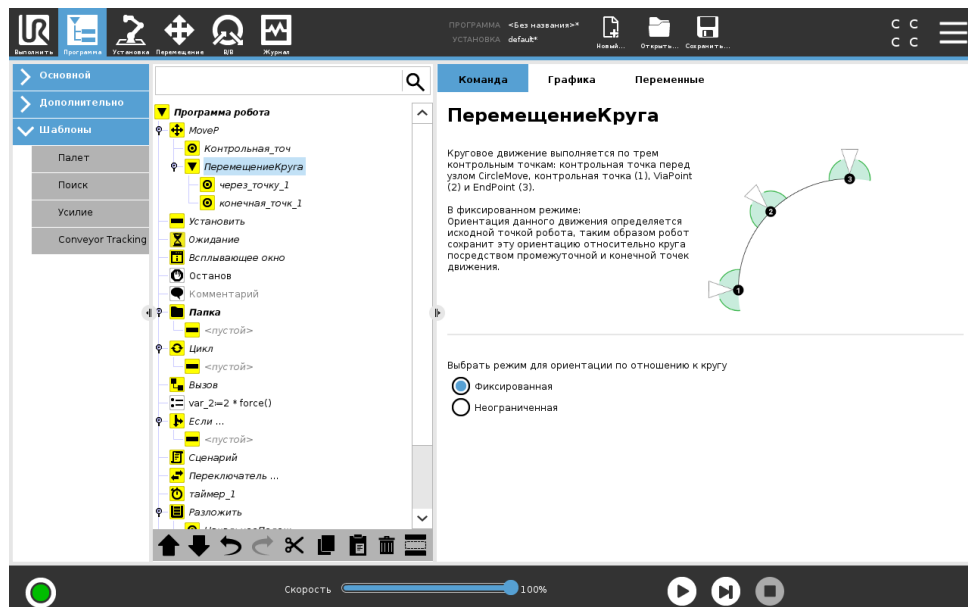 UR
Выполнить
Программа
Установка
Перемещение
В/В
Журнал
ПРОГРАММА <Без названия>*
УСТАНОВКА default*
Новый...
Открыть...
Сохранить...
C C
C C
Основной
Дополнительно
Шаблоны
Палет
Поиск
Усилие
Conveyor Tracking
Программа робота
MoveP
Контрольная_точ
ПеремещениеКруга
через_точку_1
конечная_точк_1
Установить
Ожидание
Всплывающее окно
Останов
Комментарий
Папка
<пустой>
Цикл
<пустой>
Вызов
var_2≔2 * force()
Если ...
<пустой>
Сценарий
Переключатель ...
таймер_1
Разложить
Команда
Графика
Переменные
ПеремещениеКруга
Круговое движение выполняется по трем
контрольным точкам: контрольная точка перед
узлом CircleMove, контрольная точка (1), ViaPoint
(2) и EndPoint (3).
В фиксированном режиме:
Ориентация данного движения определяется
исходной точкой робота, таким образом робот
сохранит эту ориентацию относительно круга
посредством промежуточной и конечной точек
движения.
1
2
3
Выбрать режим для ориентации по отношению к кругу
Фиксированная
Неограниченная
Скорость
100%